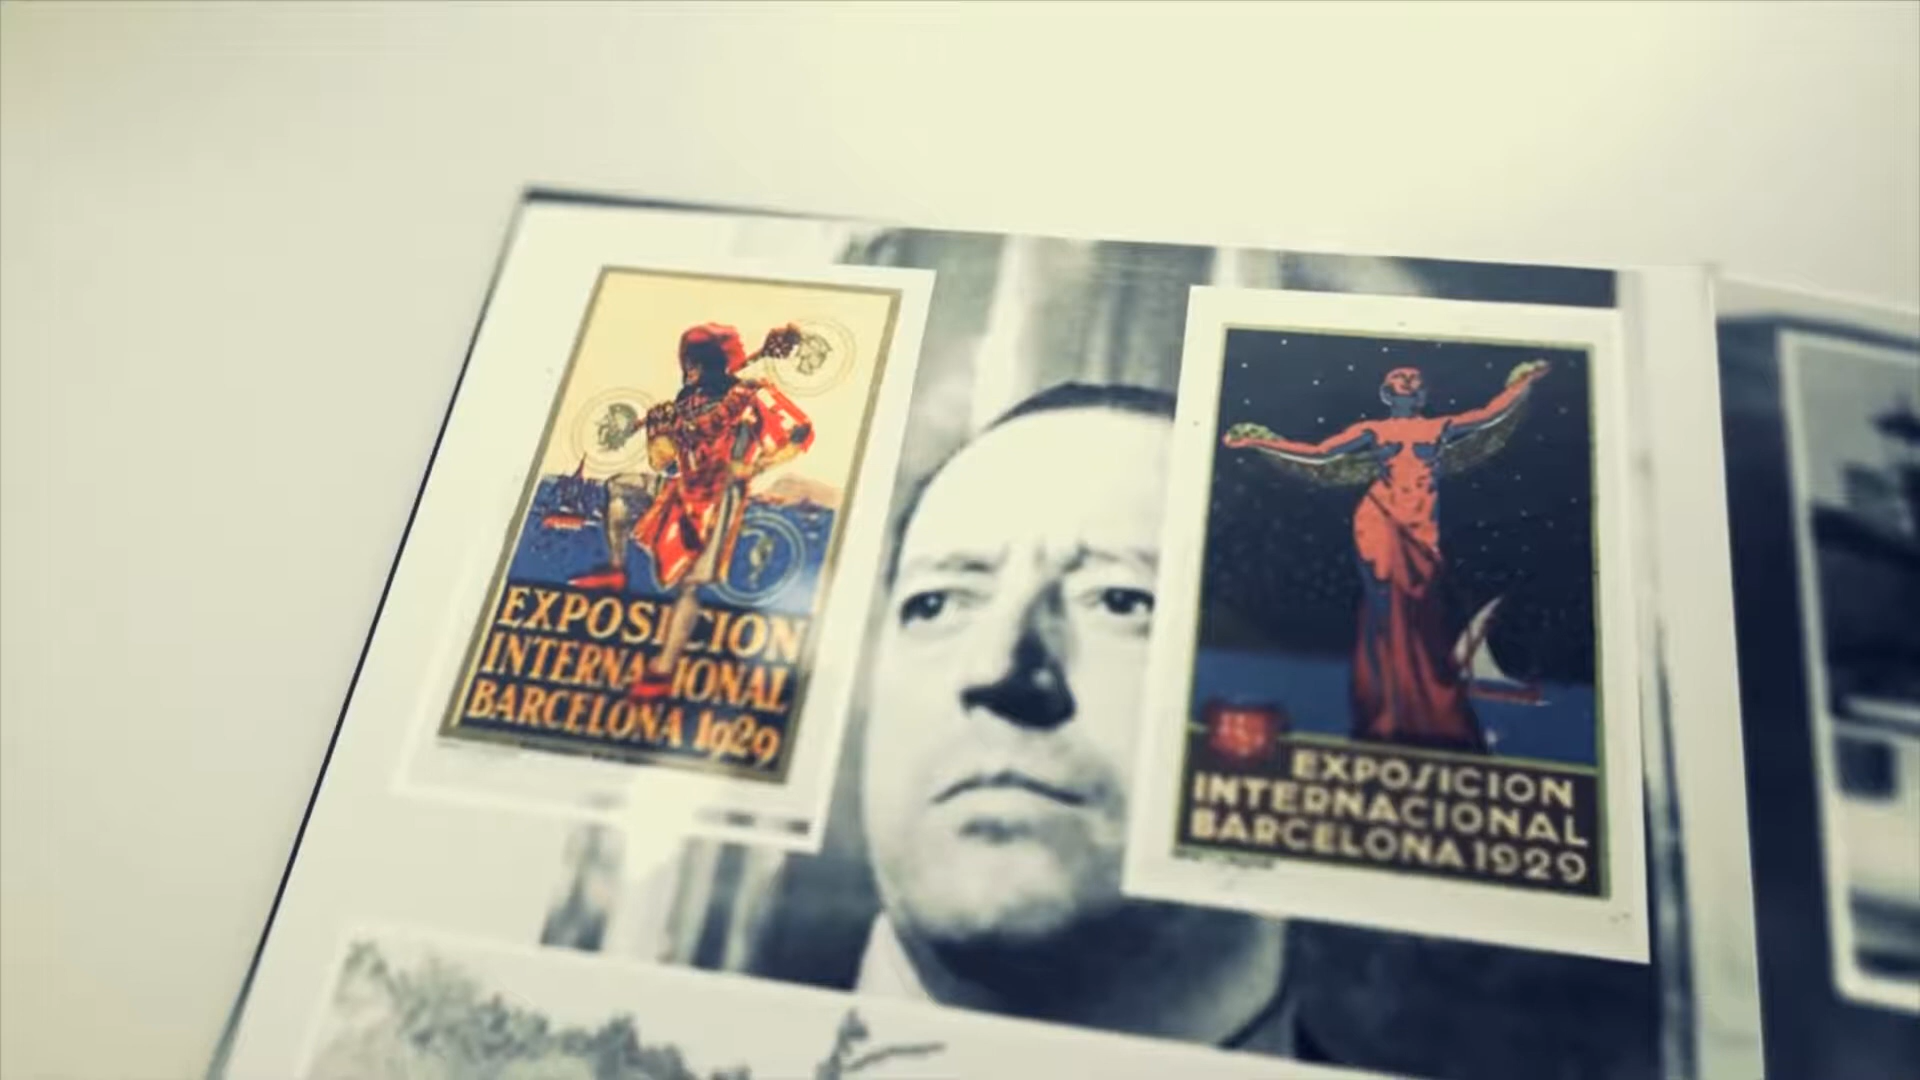 EXPOSICION
INTERNACIONAL
BARCELONA 1929
EXPOSICION
INTERNACIONAL
BARCELONA 1929